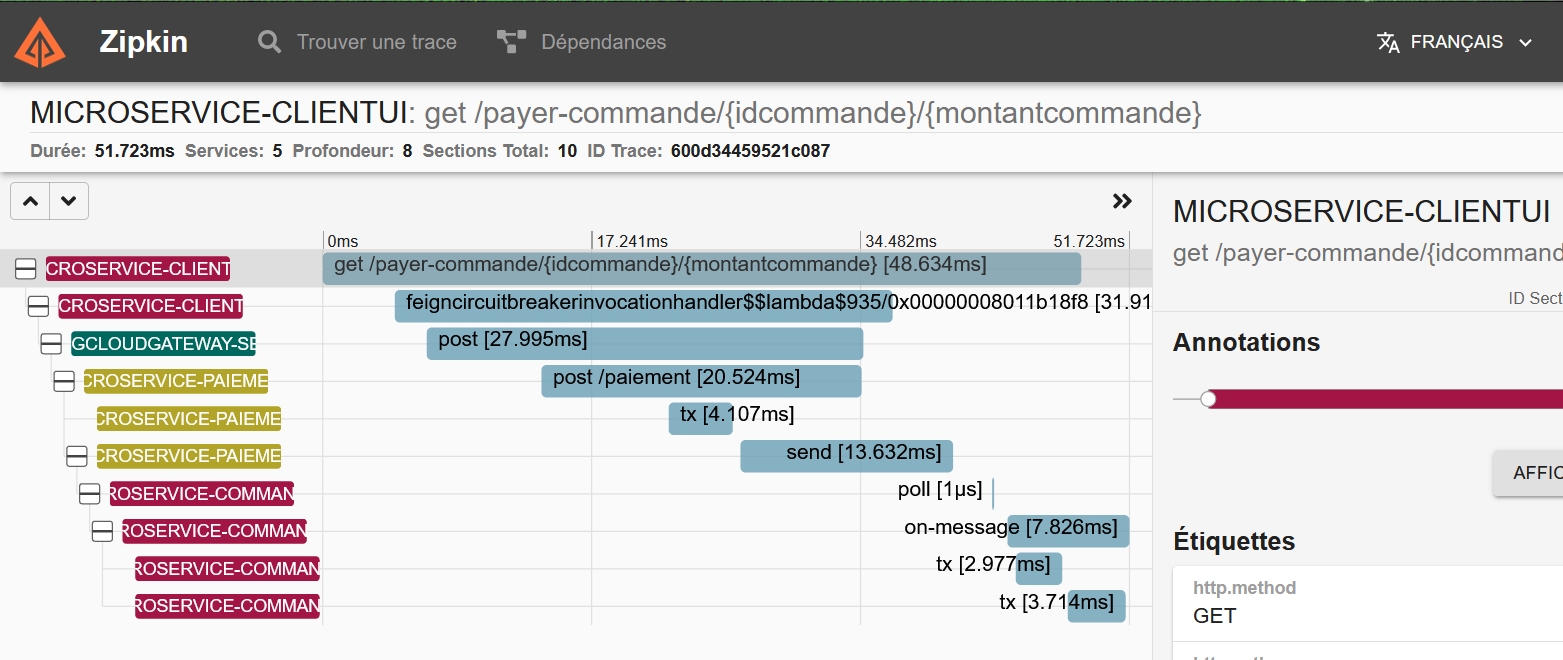 Zipkin
Trouver une trace
Dépendances
FRANÇAIS
MICROSERVICE-CLIENTUI: get /payer-commande/{idcommande}/{montantcommande}
Durée: 51.723ms Services: 5 Profondeur: 8 Sections Total: 10 ID Trace: 600d34459521c087
0ms 17.241ms 34.482ms 51.723ms
CROSERVICE-CLIENT get /payer-commande/{idcommande}/{montantcommande} [48.634ms]
CROSERVICE-CLIENT feigncircuitbreakerinvocationhandler$$lambda$935/0x00000008011b18f8 [31.91
GCLOUDGATEWAY-SE post [27.995ms]
CROSERVICE-PAIEME post /paiement [20.524ms]
CROSERVICE-PAIEME tx [4.107ms]
CROSERVICE-PAIEME send [13.632ms]
ROSERVICE-COMMAN poll [1μs]
ROSERVICE-COMMAN on-message [7.826ms]
ROSERVICE-COMMAN tx [2.977ms]
ROSERVICE-COMMAN tx [3.714ms]
MICROSERVICE-CLIENTUI
get /payer-commande/{idcommand
ID Sect
Annotations
AFFIC
Étiquettes
http.method
GET